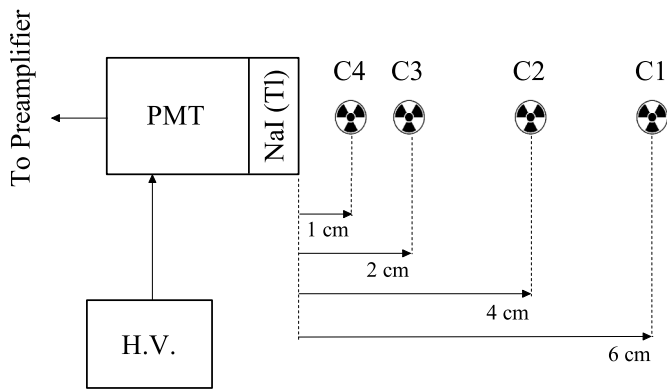 To Preamplifier
PMT
NaI (Tl)
C4
C3
C2
C1
1 cm
2 cm
4 cm
6 cm
H.V.